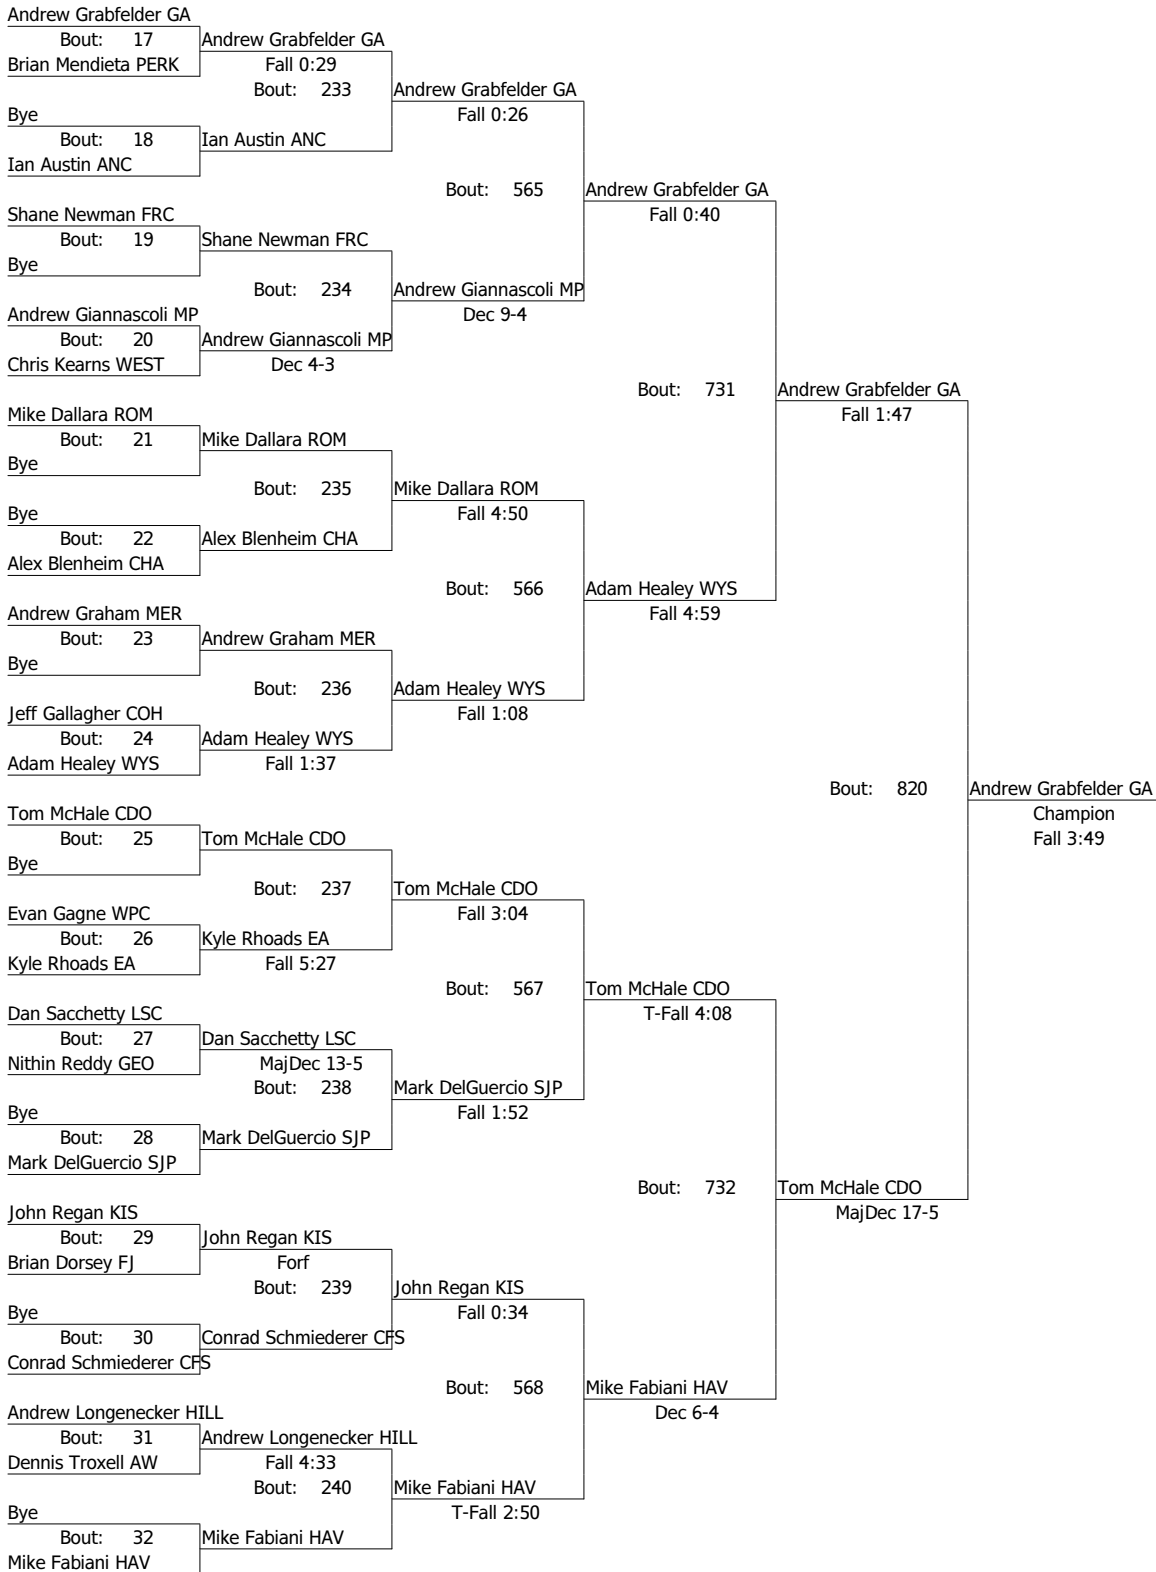 Andrew Grabfelder GA
Bout: 17
Andrew Grabfelder GA
Brian Mendieta PERK
Fall 0:29
Bout: 233
Andrew Grabfelder GA
Bye
Fall 0:26
Bout: 18
Ian Austin ANC
Ian Austin ANC
Bout: 565
Andrew Grabfelder GA
Shane Newman FRC
Fall 0:40
Bout: 19
Shane Newman FRC
Bye
Bout: 234
Andrew Giannascoli MP
Andrew Giannascoli MP
Dec 9-4
Bout: 20
Andrew Giannascoli MP
Chris Kearns WEST
Dec 4-3
Bout: 731
Andrew Grabfelder GA
Mike Dallara ROM
Fall 1:47
Bout: 21
Mike Dallara ROM
Bye
Bout: 235
Mike Dallara ROM
Bye
Fall 4:50
Bout: 22
Alex Blenheim CHA
Alex Blenheim CHA
Bout: 566
Adam Healey WYS
Andrew Graham MER
Fall 4:59
Bout: 23
Andrew Graham MER
Bye
Bout: 236
Adam Healey WYS
Jeff Gallagher COH
Fall 1:08
Bout: 24
Adam Healey WYS
Adam Healey WYS
Fall 1:37
Bout: 820
Andrew Grabfelder GA
Tom McHale CDO
Champion
Bout: 25
Tom McHale CDO
Fall 3:49
Bye
Bout: 237
Tom McHale CDO
Evan Gagne WPC
Fall 3:04
Bout: 26
Kyle Rhoads EA
Kyle Rhoads EA
Fall 5:27
Bout: 567
Tom McHale CDO
Dan Sacchetty LSC
T-Fall 4:08
Bout: 27
Dan Sacchetty LSC
Nithin Reddy GEO
MajDec 13-5
Bout: 238
Mark DelGuercio SJP
Bye
Fall 1:52
Bout: 28
Mark DelGuercio SJP
Mark DelGuercio SJP
Bout: 732
Tom McHale CDO
John Regan KIS
MajDec 17-5
Bout: 29
John Regan KIS
Brian Dorsey FJ
Forf
Bout: 239
John Regan KIS
Bye
Fall 0:34
Bout: 30
Conrad Schmiederer CFS
Conrad Schmiederer CFS
Bout: 568
Mike Fabiani HAV
Andrew Longenecker HILL
Dec 6-4
Bout: 31
Andrew Longenecker HILL
Dennis Troxell AW
Fall 4:33
Bout: 240
Mike Fabiani HAV
Bye
T-Fall 2:50
Bout: 32
Mike Fabiani HAV
Mike Fabiani HAV